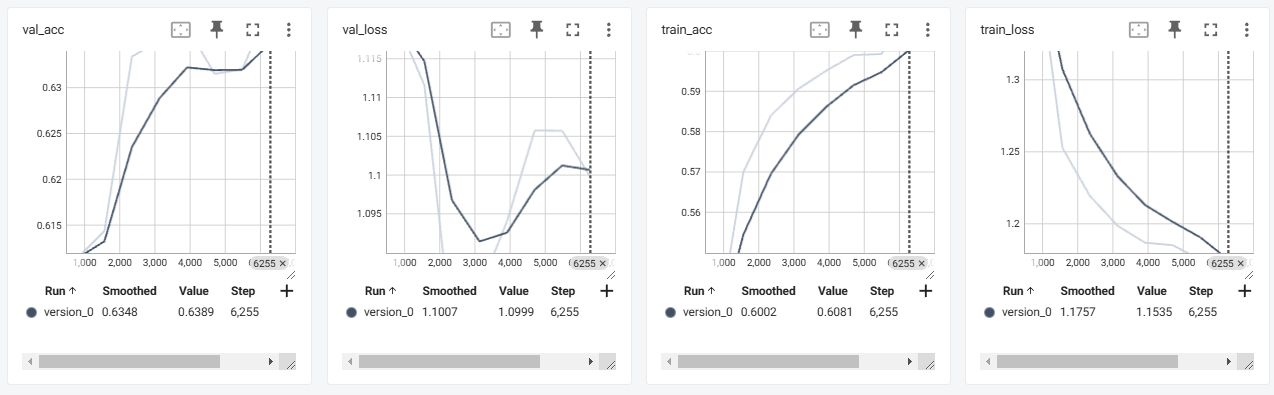 val_acc
0.63
0.625
0.62
0.615
1,000 2,000 3,000 4,000 5,000 6255 ×
Run ↑ Smoothed Value Step +
version_0 0.6348 0.6389 6,255
val_loss
1.115
1.11
1.105
1.1
1.095
1,000 2,000 3,000 4,000 5,000 6255 ×
Run ↑ Smoothed Value Step +
version_0 1.1007 1.0999 6,255
train_acc
0.59
0.58
0.57
0.56
1,000 2,000 3,000 4,000 5,000 6255 ×
Run ↑ Smoothed Value Step +
version_0 0.6002 0.6081 6,255
train_loss
1.3
1.25
1.2
1,000 2,000 3,000 4,000 5,000 6255 ×
Run ↑ Smoothed Value Step +
version_0 1.1757 1.1535 6,255